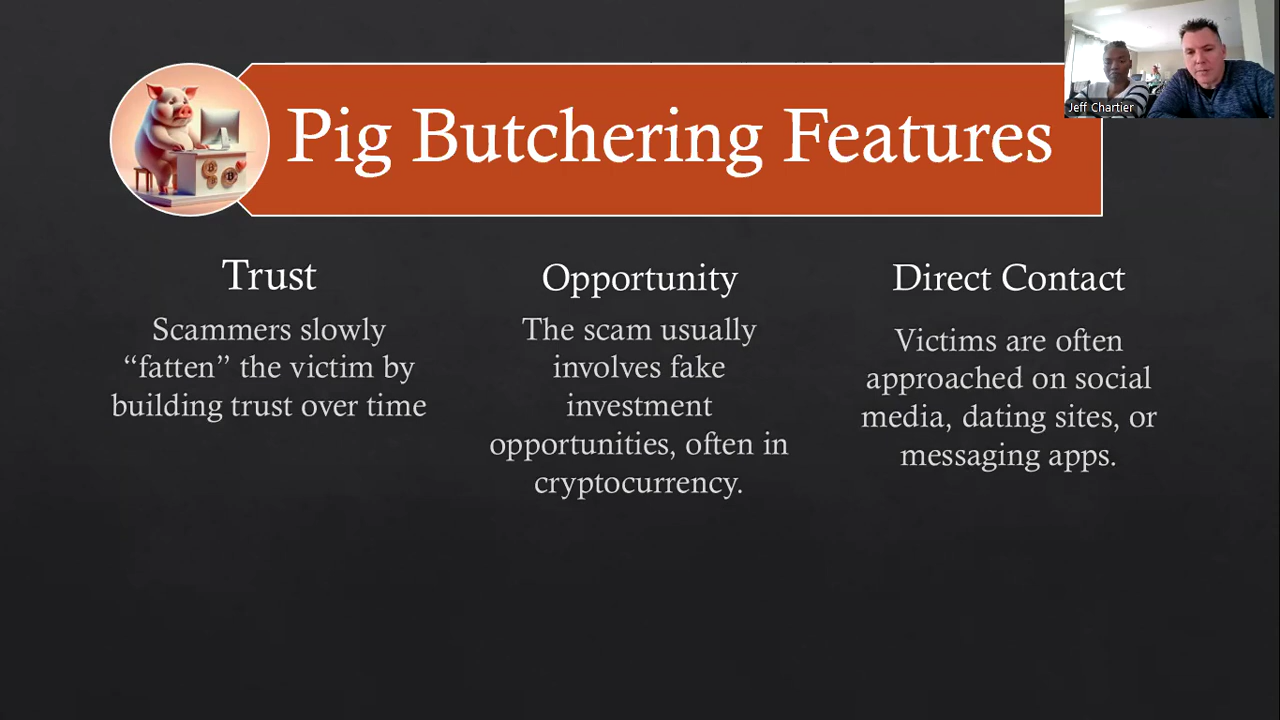 Pig Butchering Features
Jeff Chartier
Trust
Scammers slowly
“fatten” the victim by
building trust over time
Opportunity
The scam usually
involves fake
investment
opportunities, often in
cryptocurrency.
Direct Contact
Victims are often
approached on social
media, dating sites, or
messaging apps.